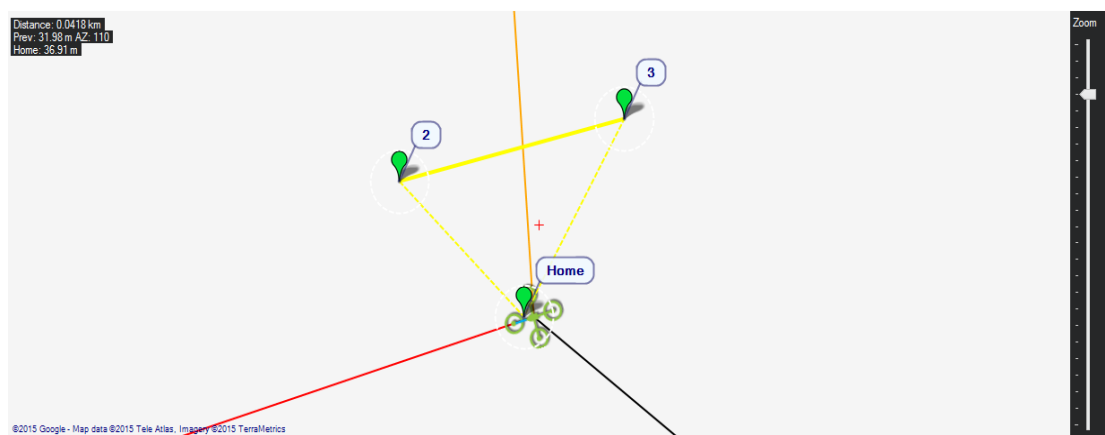 Distance: 0.0418 km
Prev: 31.98 m AZ: 110
Home: 36.91 m
Zoom
3
2
Home
©2015 Google - Map data ©2015 Tele Atlas, Imagery ©2015 TerraMetrics